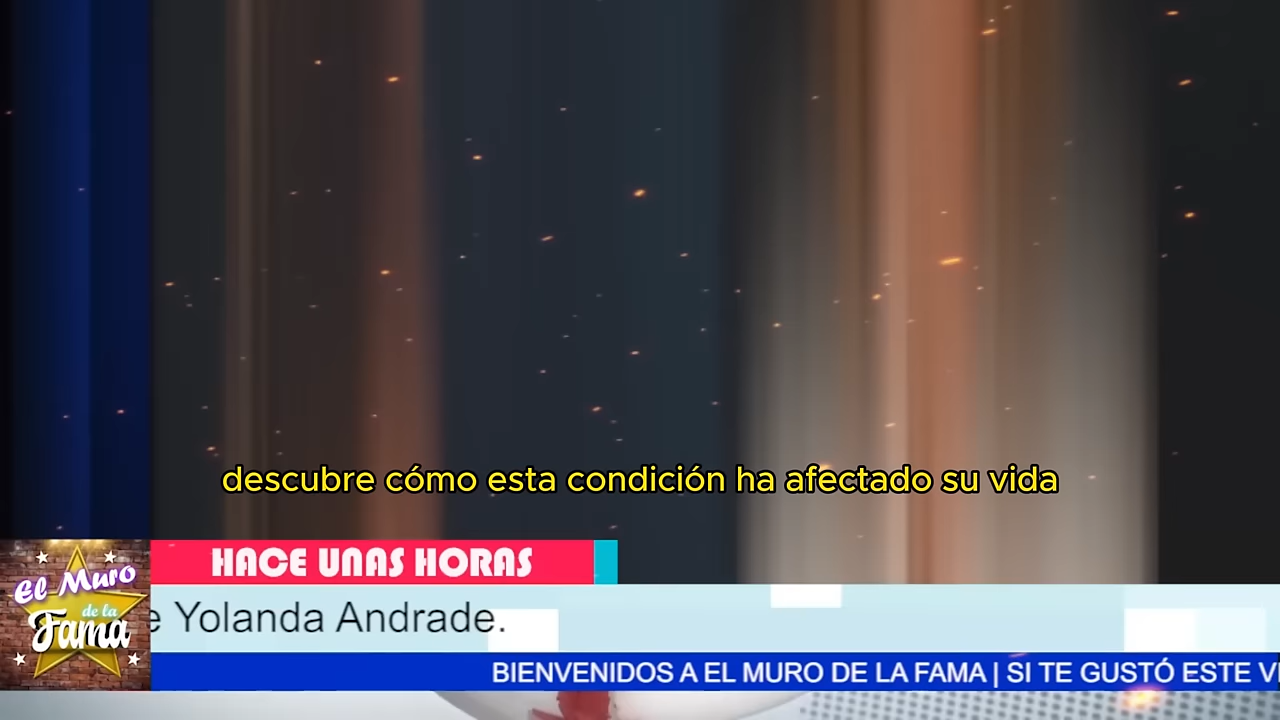 descubre cómo esta condición ha afectado su vida
HACE UNAS HORAS
El Muro
de la
Fama
e Yolanda Andrade.
BIENVENIDOS A EL MURO DE LA FAMA | SI TE GUSTÓ ESTE